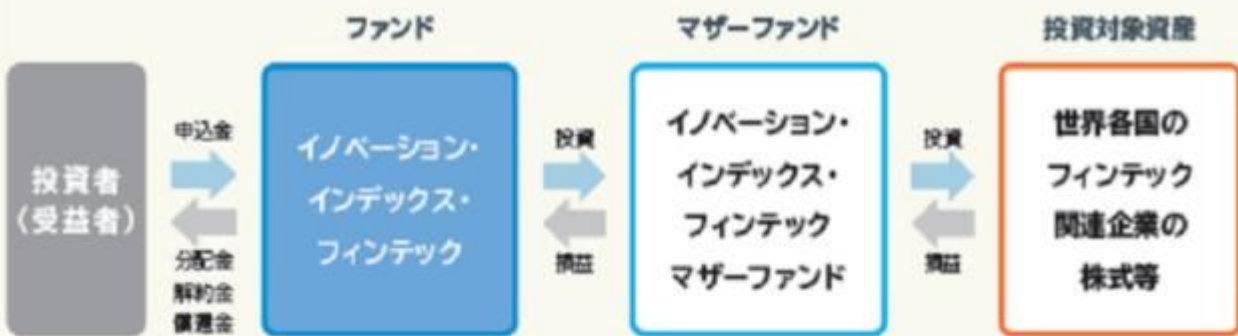 ファンド
マザーファンド
投資対象資産
投資者
(受益者)
申込金
分配金
解約金
償還金
イノベーション・
インデックス・
フィンテック
投資
損益
イノベーション・
インデックス・
フィンテック
マザーファンド
投資
損益
世界各国の
フィンテック
関連企業の
株式等